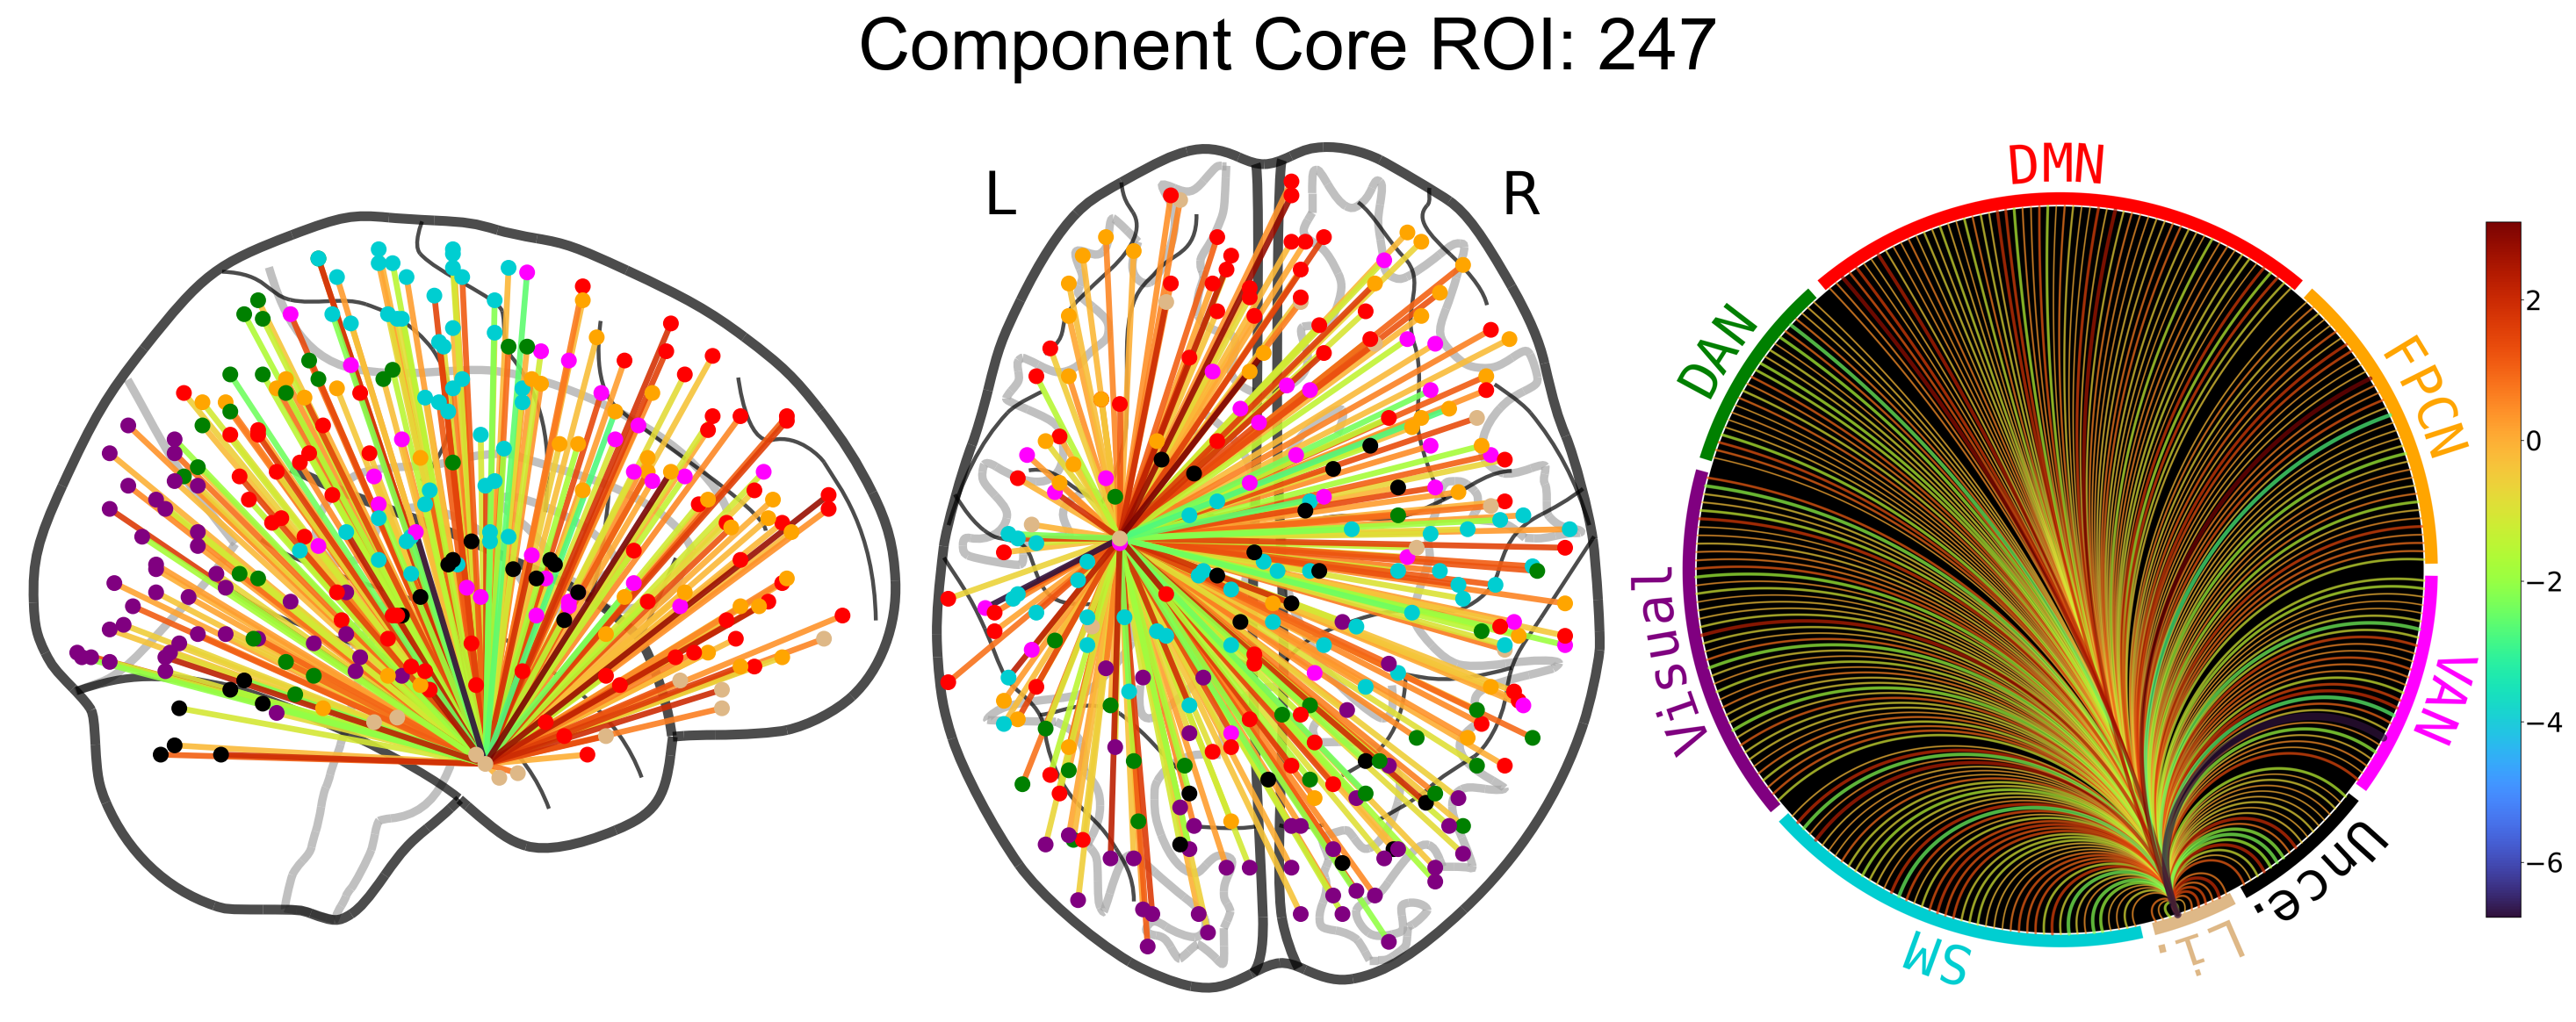 Component Core ROI: 247
L
R
DMN
FPCN
VAN
Unce.
Li.
SM
Visual
DAN
2
0
−2
−4
−6